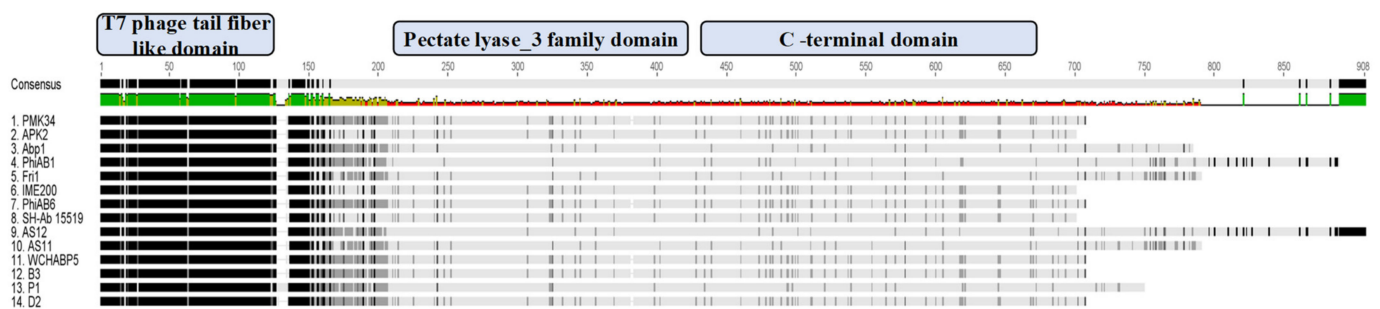 T7 phage tail fiber
like domain
Pectate lyase_3 family domain
C -terminal domain
1 50 100 150 200 250 300 350 400 450 500 550 600 650 700 750 800 850 908
Consensus
1. PMK34
2. APK2
3. Abp1
4. PhiAB1
5. Fri1
6. IME200
7. PhiAB6
8. SH-Ab 15519
9. AS12
10. AS11
11. WCHABP5
12. B3
13. P1
14. D2